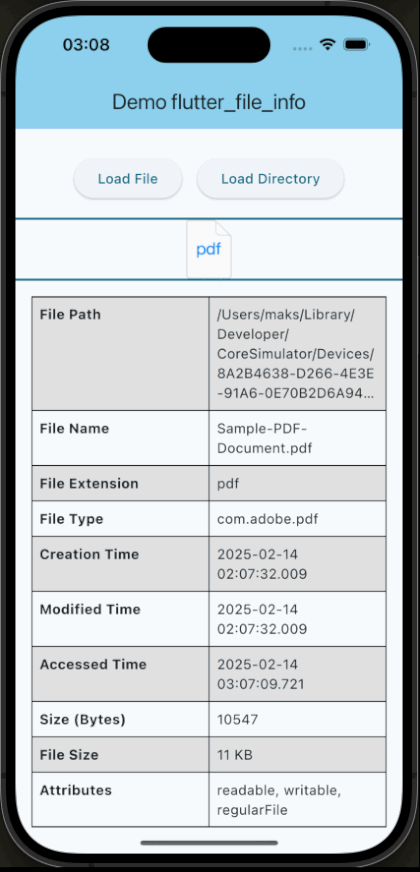 03:08
Demo flutter_file_info
Load File
Load Directory
pdf
File Path
/Users/maks/Library/
Developer/
CoreSimulator/Devices/
8A2B4638-D266-4E3E
-91A6-0E70B2D6A94...
File Name
Sample-PDF-
Document.pdf
File Extension
pdf
File Type
com.adobe.pdf
Creation Time
2025-02-14
02:07:32.009
Modified Time
2025-02-14
02:07:32.009
Accessed Time
2025-02-14
03:07:09.721
Size (Bytes)
10547
File Size
11 KB
Attributes
readable, writable,
regularFile